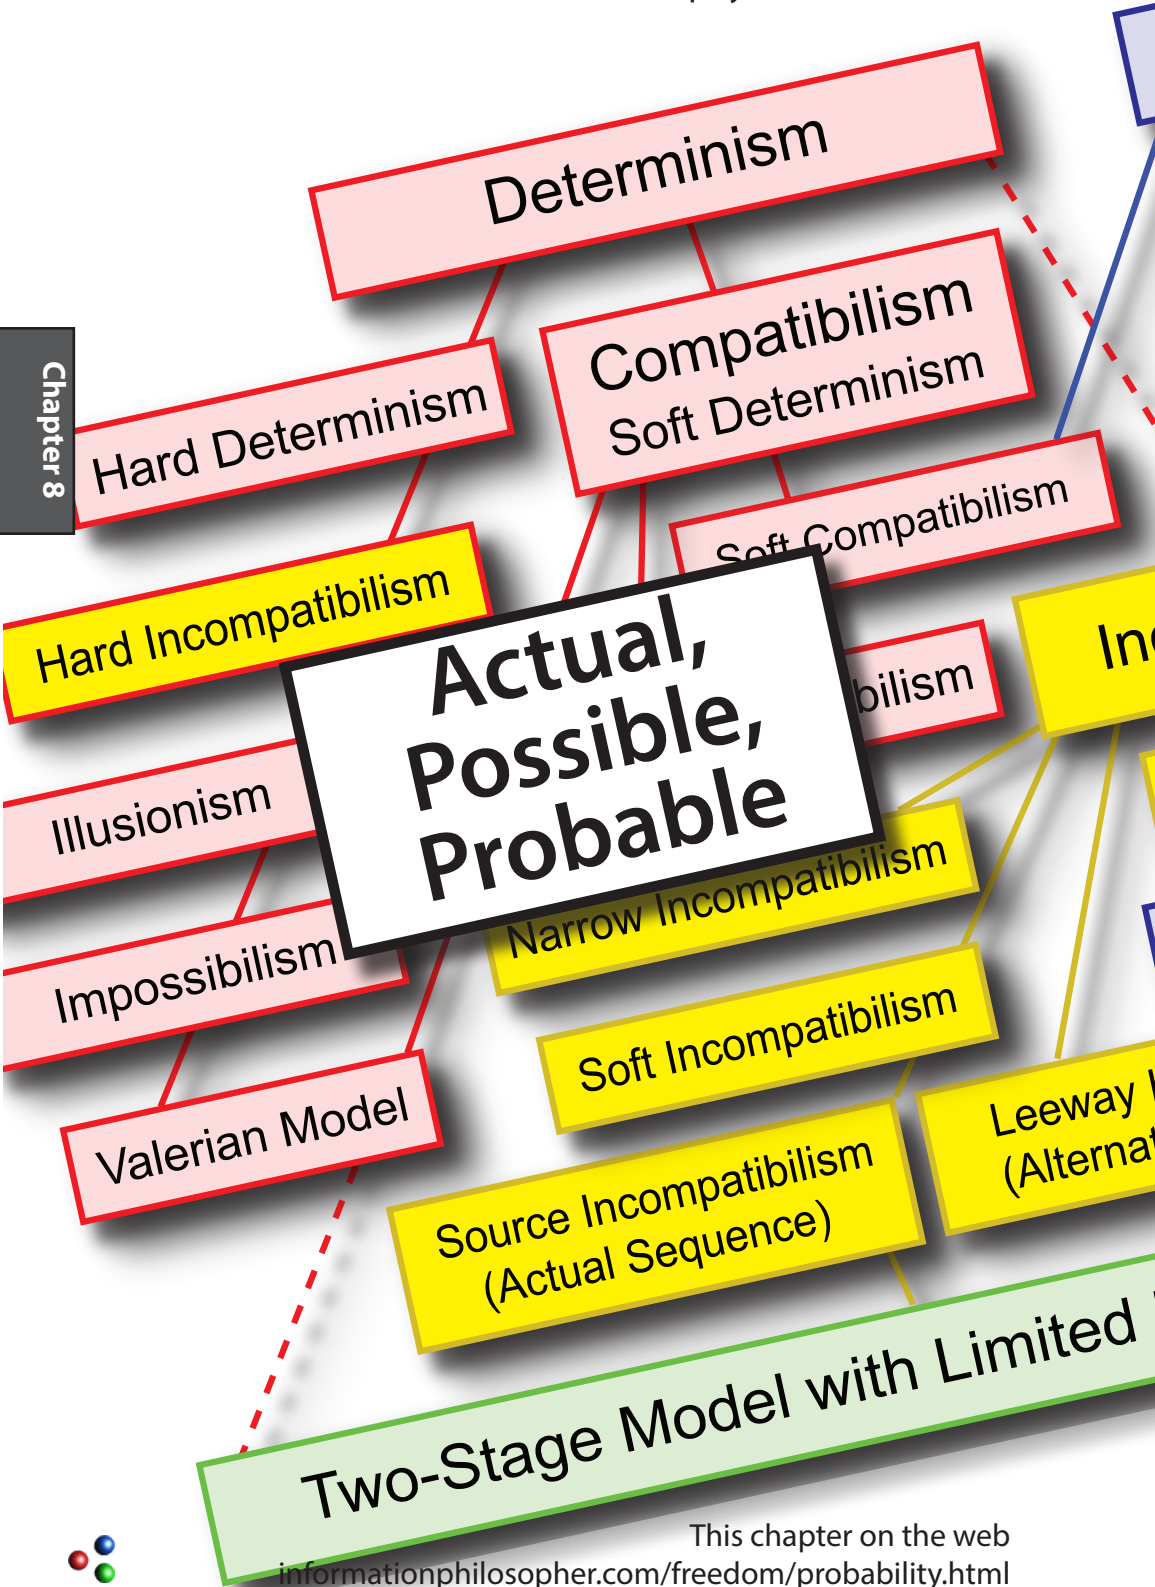 Determinism
Compatibilism
Soft Determinism
Hard Determinism
Chapter 8
Soft Compatibilism
Hard Incompatibilism
Actual,
Possible,
Probable
bilism
Illusionism
Narrow Incompatibilism
Impossibilism
Soft Incompatibilism
Leeway
Valerian Model
Source Incompatibilism
(Actual Sequence)
Two-Stage Model with Limited
This chapter on the web
informationphilosopher.com/freedom/probability.html